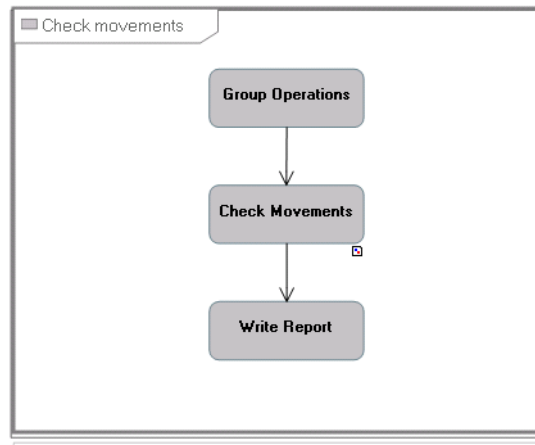 Check movements
Group Operations
Check Movements
Write Report